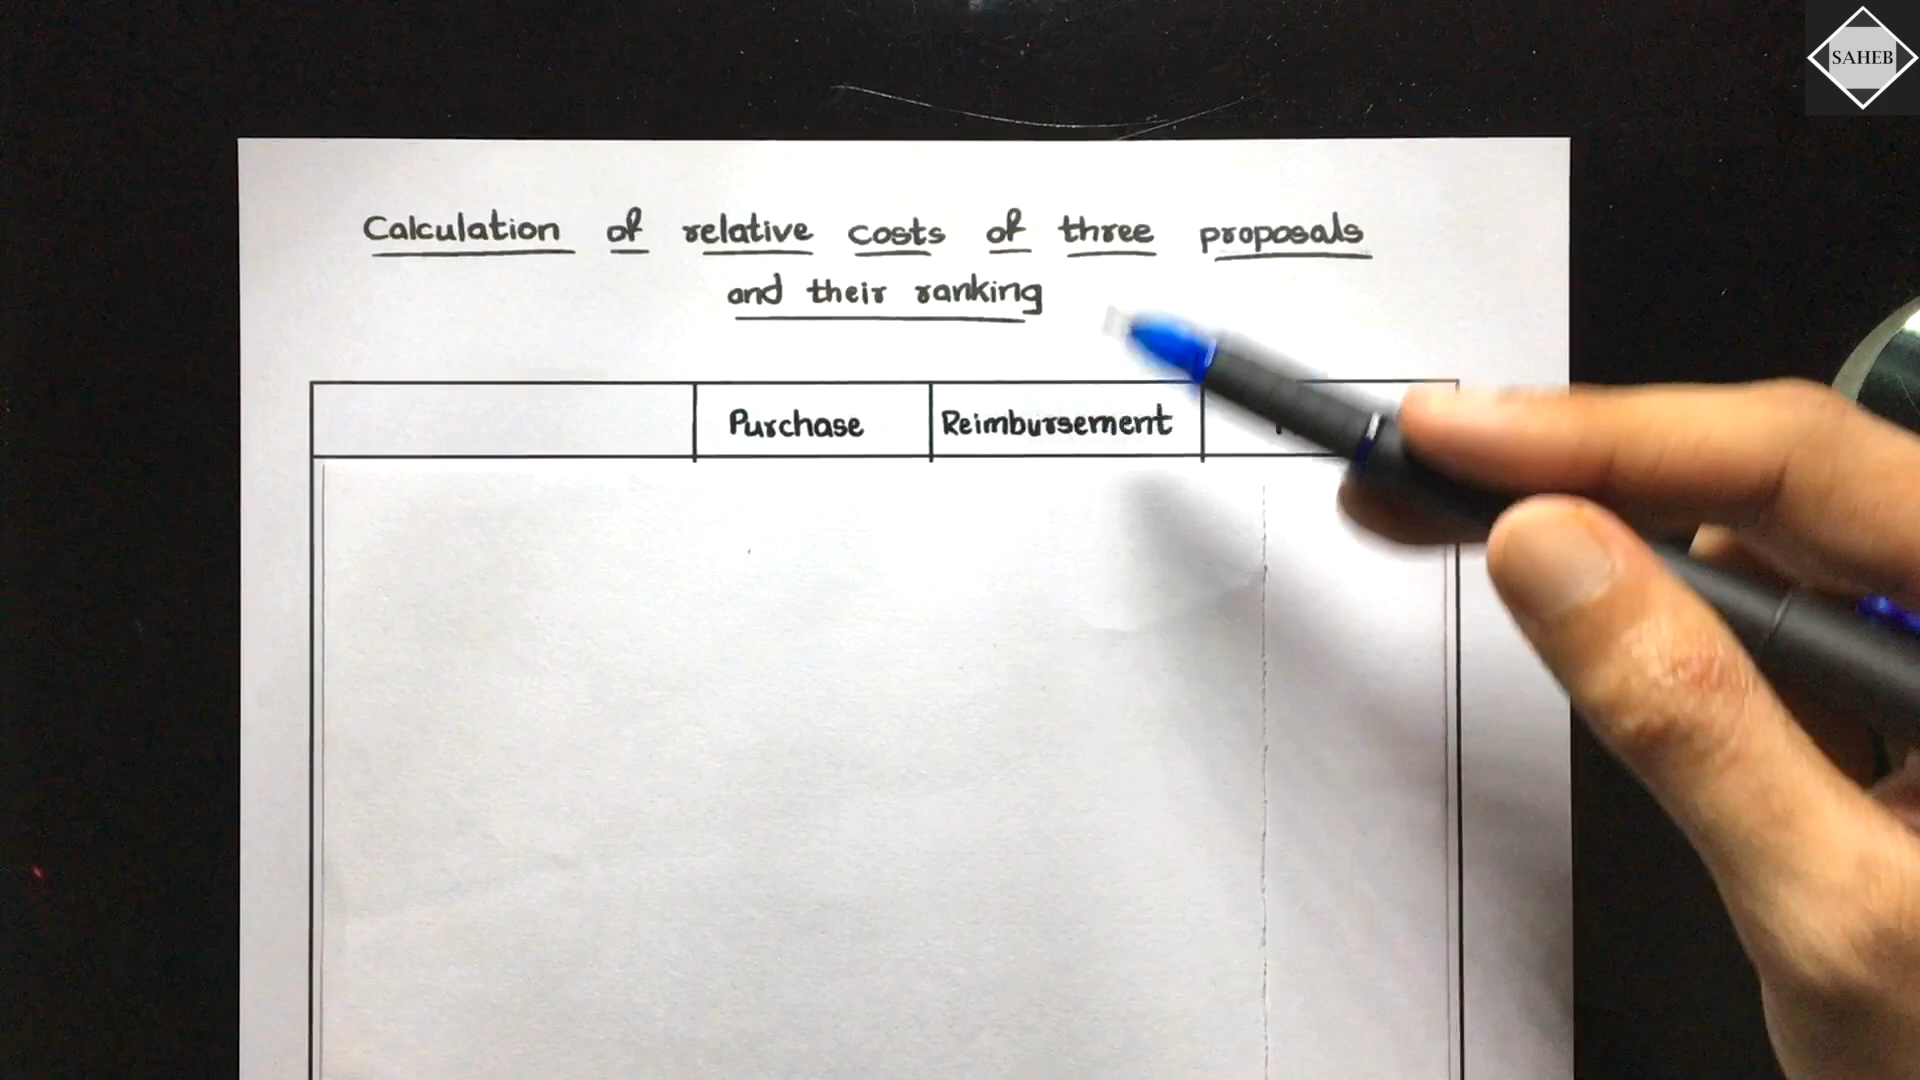 SAHEB
Calculation of relative costs of three proposals
and their ranking
Purchase
Reimbursement